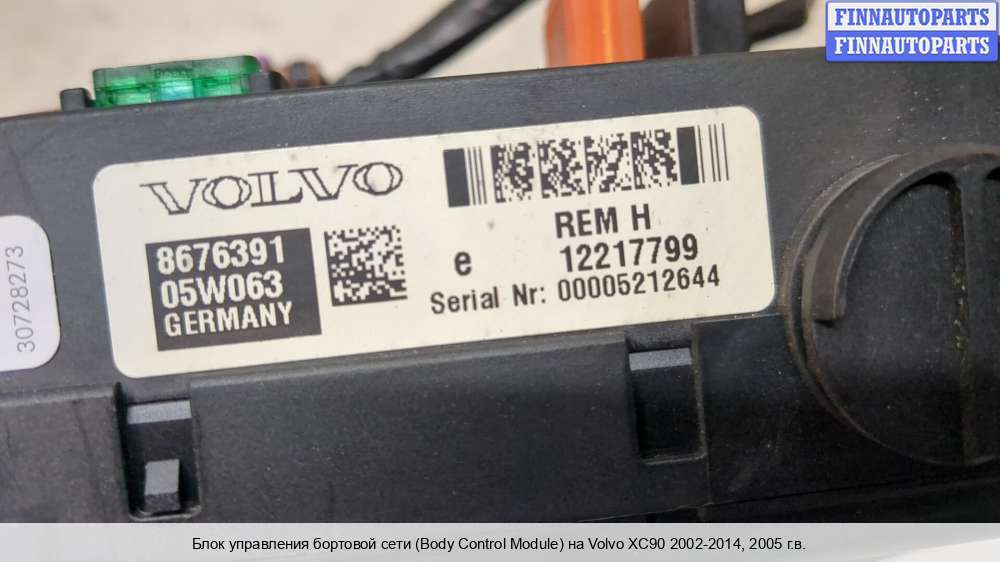 FINNAUTOPARTS
FINNAUTOPARTS
VOLVO
8676391
05W063
GERMANY
REM H
e 12217799
Serial Nr: 00005212644
30728273
Блок управления бортовой сети (Body Control Module) на Volvo XC90 2002-2014, 2005 г.в.